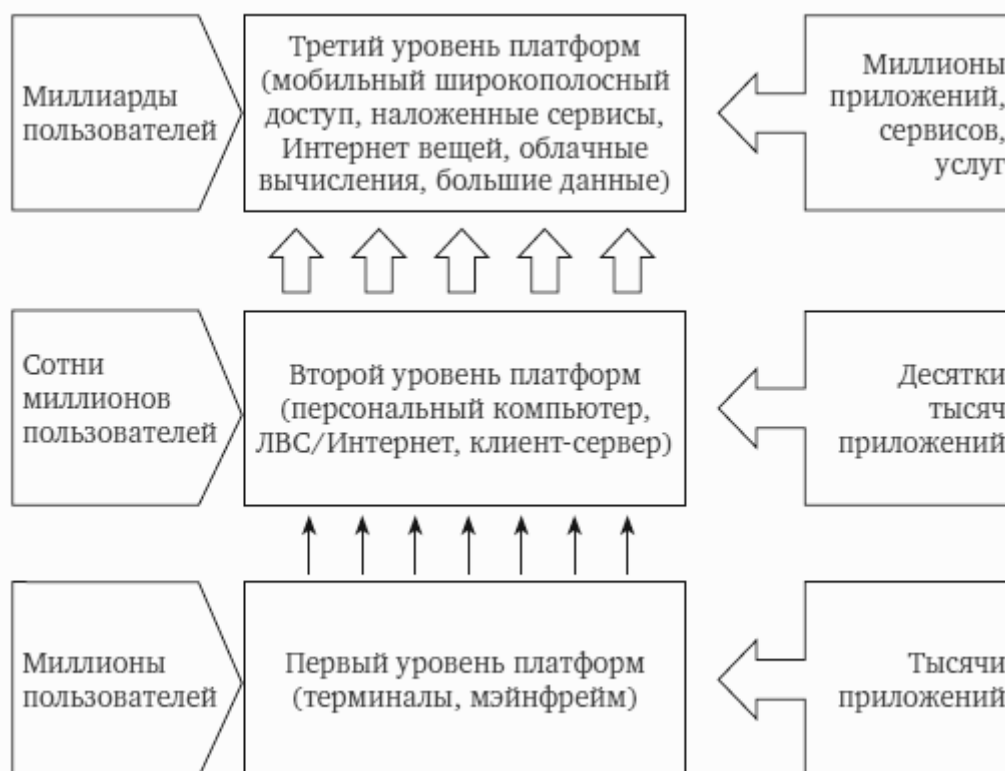 Миллиарды
пользователей
Третий уровень платформ
(мобильный широкополосный
доступ, наложенные сервисы,
Интернет вещей, облачные
вычисления, большие данные)
Миллионы
приложений,
сервисов,
услуг
Сотни
миллионов
пользователей
Второй уровень платформ
(персональный компьютер,
ЛВС/Интернет, клиент-сервер)
Десятки
тысяч
приложений
Миллионы
пользователей
Первый уровень платформ
(терминалы, мэйнфрейм)
Тысячи
приложений